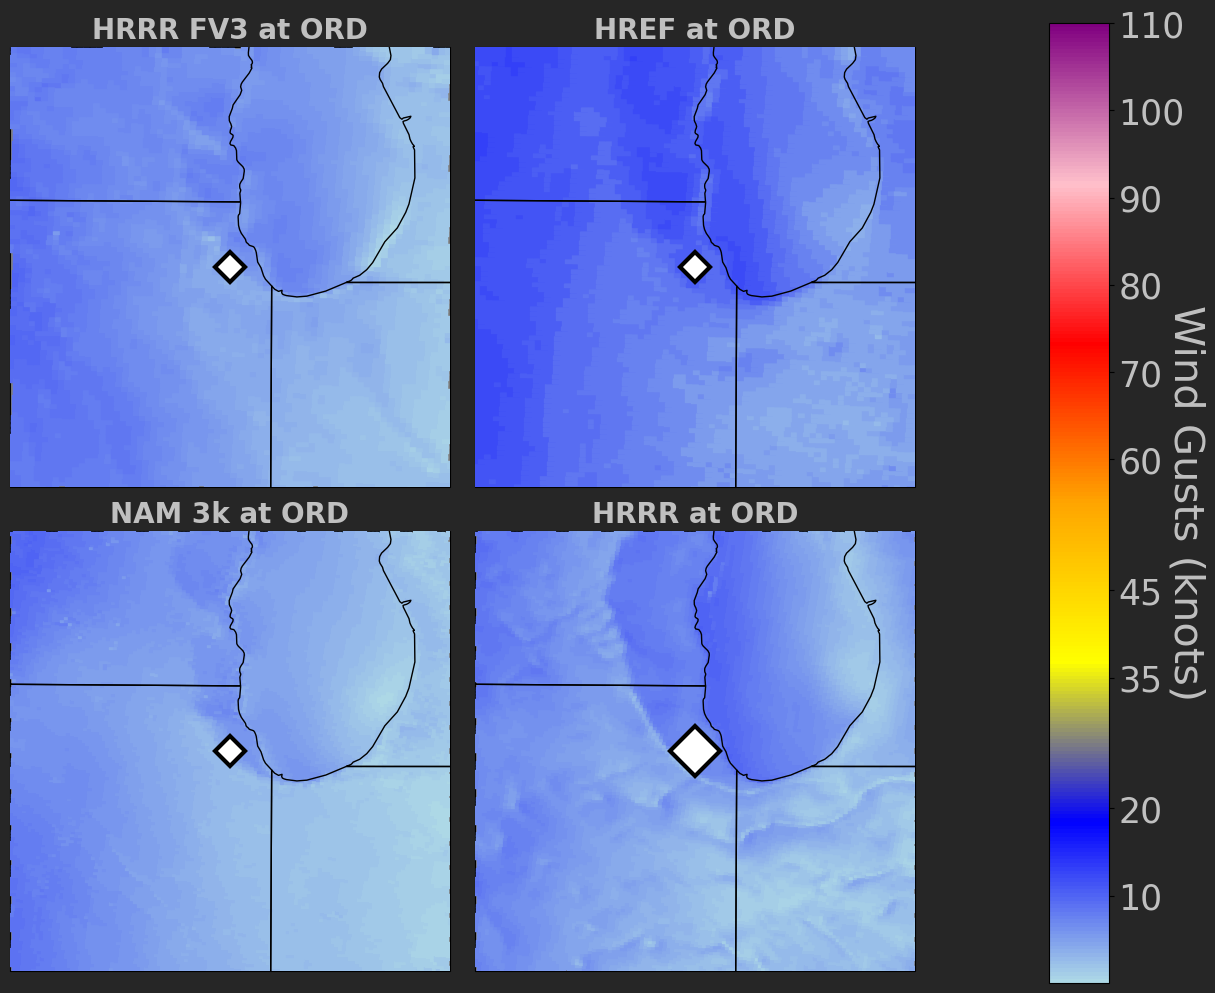 HRRR FV3 at ORD
HREF at ORD
NAM 3k at ORD
HRRR at ORD
110
100
90
80
70
60
45
35
20
10
Wind Gusts (knots)